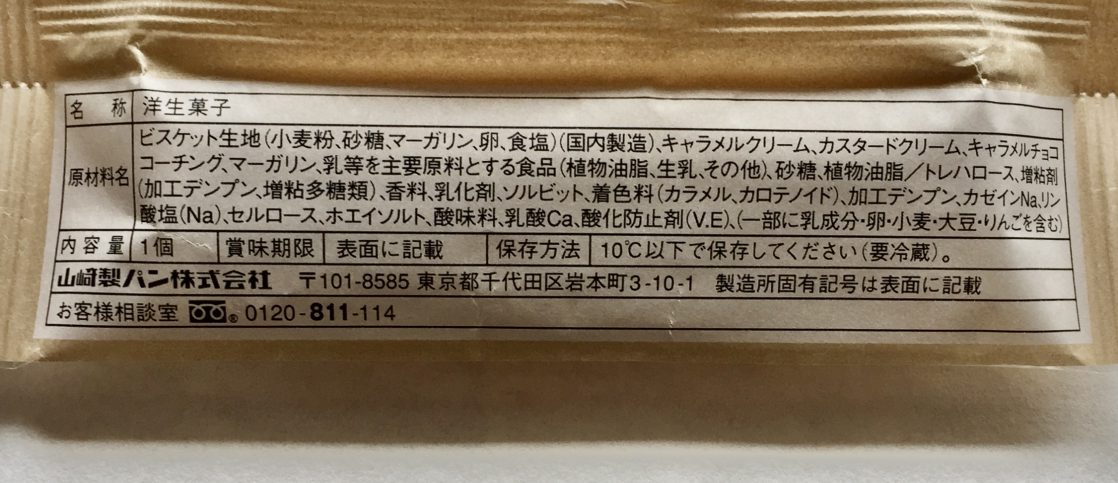 名 称 洋生菓子
原材料名 ビスケット生地(小麦粉、砂糖、マーガリン、卵、食塩)(国内製造)、キャラメルクリーム、カスタードクリーム、キャラメルチョコ
コーチング、マーガリン、乳等を主要原料とする食品(植物油脂、生乳、その他)、砂糖、植物油脂/トレハロース、増粘剤
(加工デンプン、増粘多糖類)、香料、乳化剤、ソルビット、着色料(カラメル、カロテノイド)、加工デンプン、カゼインNa、リン
酸塩(Na)、セルロース、ホエイソルト、酸味料、乳酸Ca、酸化防止剤(V.E)、(一部に乳成分・卵・小麦・大豆・りんごを含む)
内容量 1個 賞味期限 表面に記載 保存方法 10℃以下で保存してください(要冷蔵)。
山崎製パン株式会社 〒101-8585 東京都千代田区岩本町3-10-1 製造所固有記号は表面に記載
お客様相談室 ® 0120-811-114